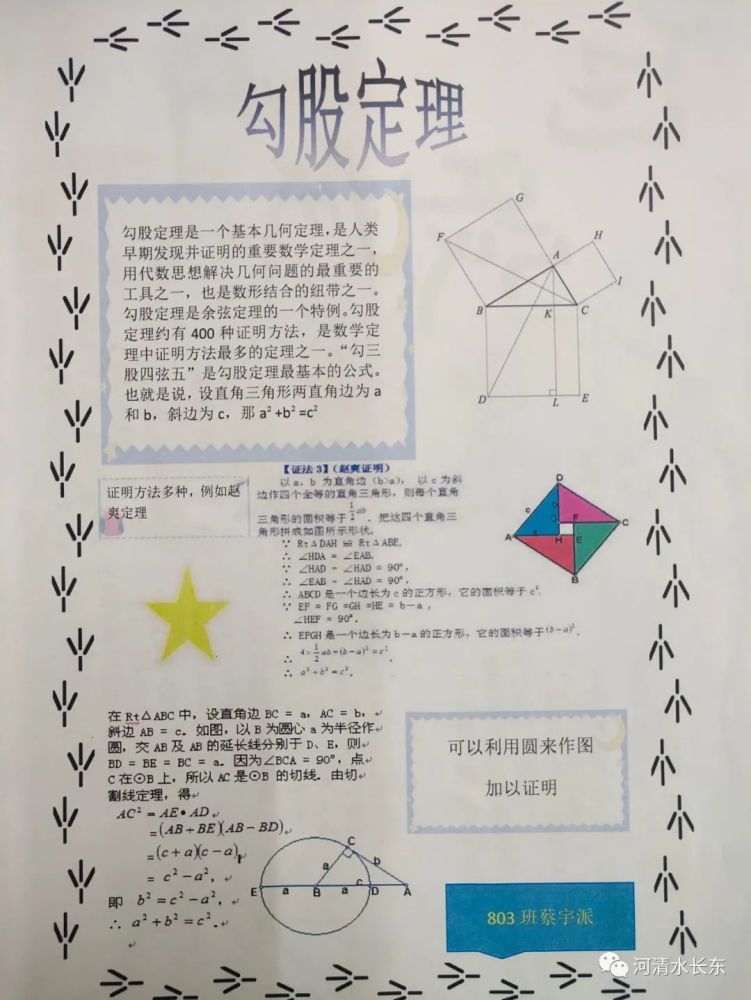 勾股定理
勾股定理是一个基本几何定理,是人类
早期发现并证明的重要数学定理之一,
用代数思想解决几何问题的最重要的
工具之一,也是数形结合的纽带之一。
勾股定理是余弦定理的一个特例。勾股
定理约有 400 种证明方法,是数学定
理中证明方法最多的定理之一。“勾三
股四弦五”是勾股定理最基本的公式。
也就是说,设直角三角形两直角边为 a
和 b,斜边为 c,那 a²+b²=c²
G
F
A
H
I
B
K
C
D
L
E
证明方法多种,例如赵
爽定理
【证法 3】(赵爽证明)
以 a、b 为直角边(b>a), 以 c 为斜
边作四个全等的直角三角形,则每个直角
三角形的面积等于 ½ab . 把这四个直角三
角形拼成如图所示形状.
∵ RtΔDAH ≌ RtΔABE,
∴ ∠HDA = ∠EAB.
∵ ∠HAD + ∠HAD = 90°,
∴ ∠EAB + ∠HAD = 90°,
∴ ABCD 是一个边长为 c 的正方形,它的面积等于 c².
∵ EF = FG =GH =HE = b―a ,
∠HEF = 90°.
∴ EFGH 是一个边长为 b―a 的正方形,它的面积等于 (b-a)².
∴ 4×½ab+(b-a)²=c².
∴ a²+b²=c².
D
b
c
G
F
A
a
H
E
C
B
在 Rt△ABC 中,设直角边 BC = a, AC = b,
斜边 AB = c. 如图,以 B 为圆心 a 为半径作
圆,交 AB 及 AB 的延长线分别于 D、E,则
BD = BE = BC = a. 因为∠BCA = 90°,点
C 在⊙B 上,所以 AC 是⊙B 的切线. 由切
割线定理,得
AC² = AE•AD
= (AB + BE)(AB − BD)
= (c + a)(c − a)
= c² − a²,
即 b² = c² − a²,
∴ a² + b² = c².
C
a
b
E
a
B
a
c
D
A
可以利用圆来作图
加以证明
803 班蔡宇派
河清水长东